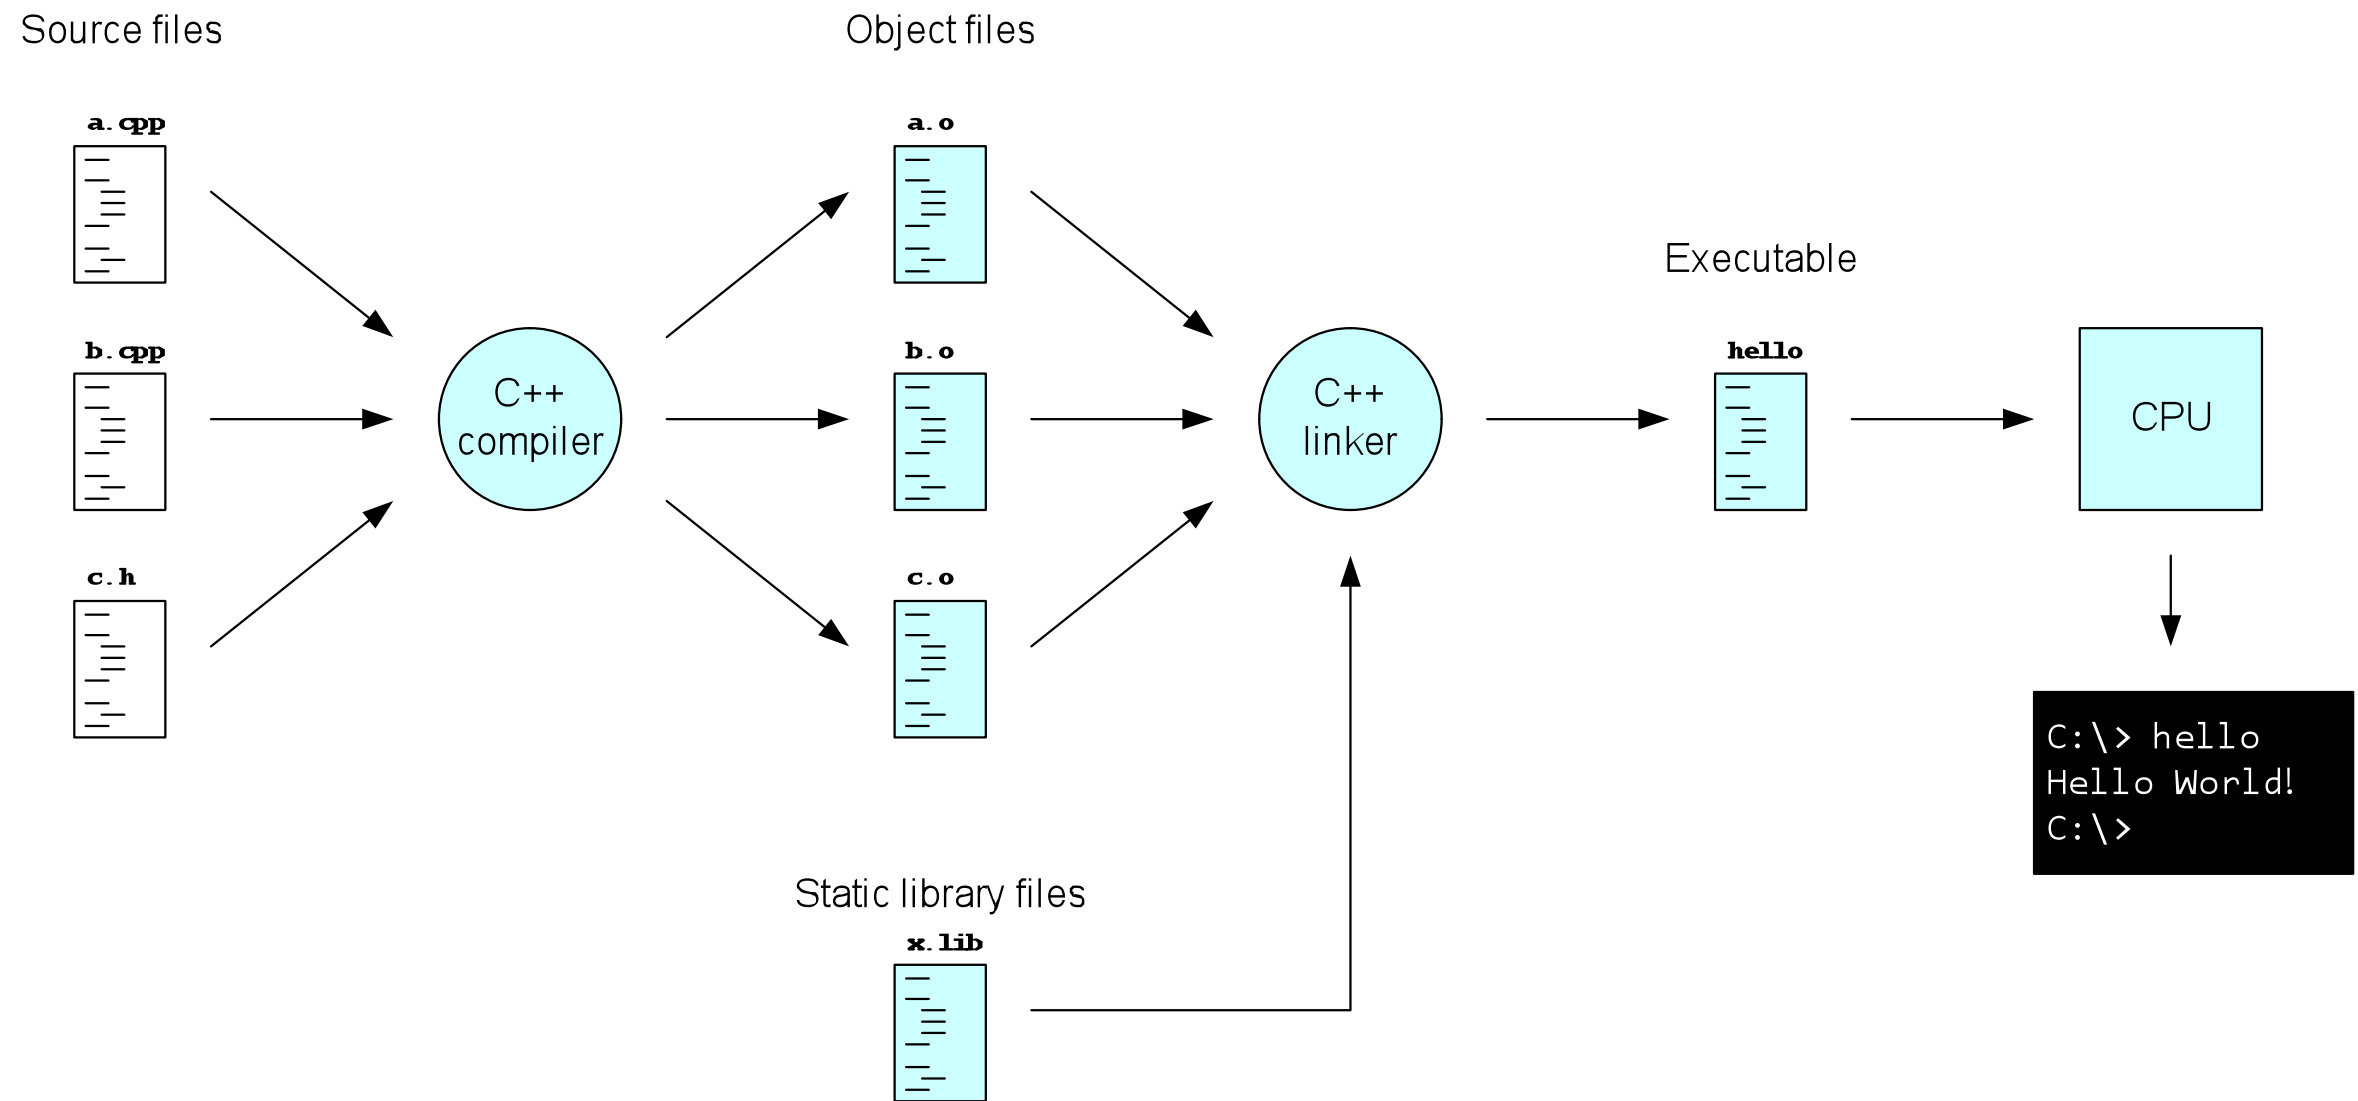 Source files
Object files
a.cpp
a.o
Executable
b.cpp
b.o
hello
C++
compiler
C++
linker
CPU
c.h
c.o
C:\> hello
Hello World!
C:\>
Static library files
x.lib